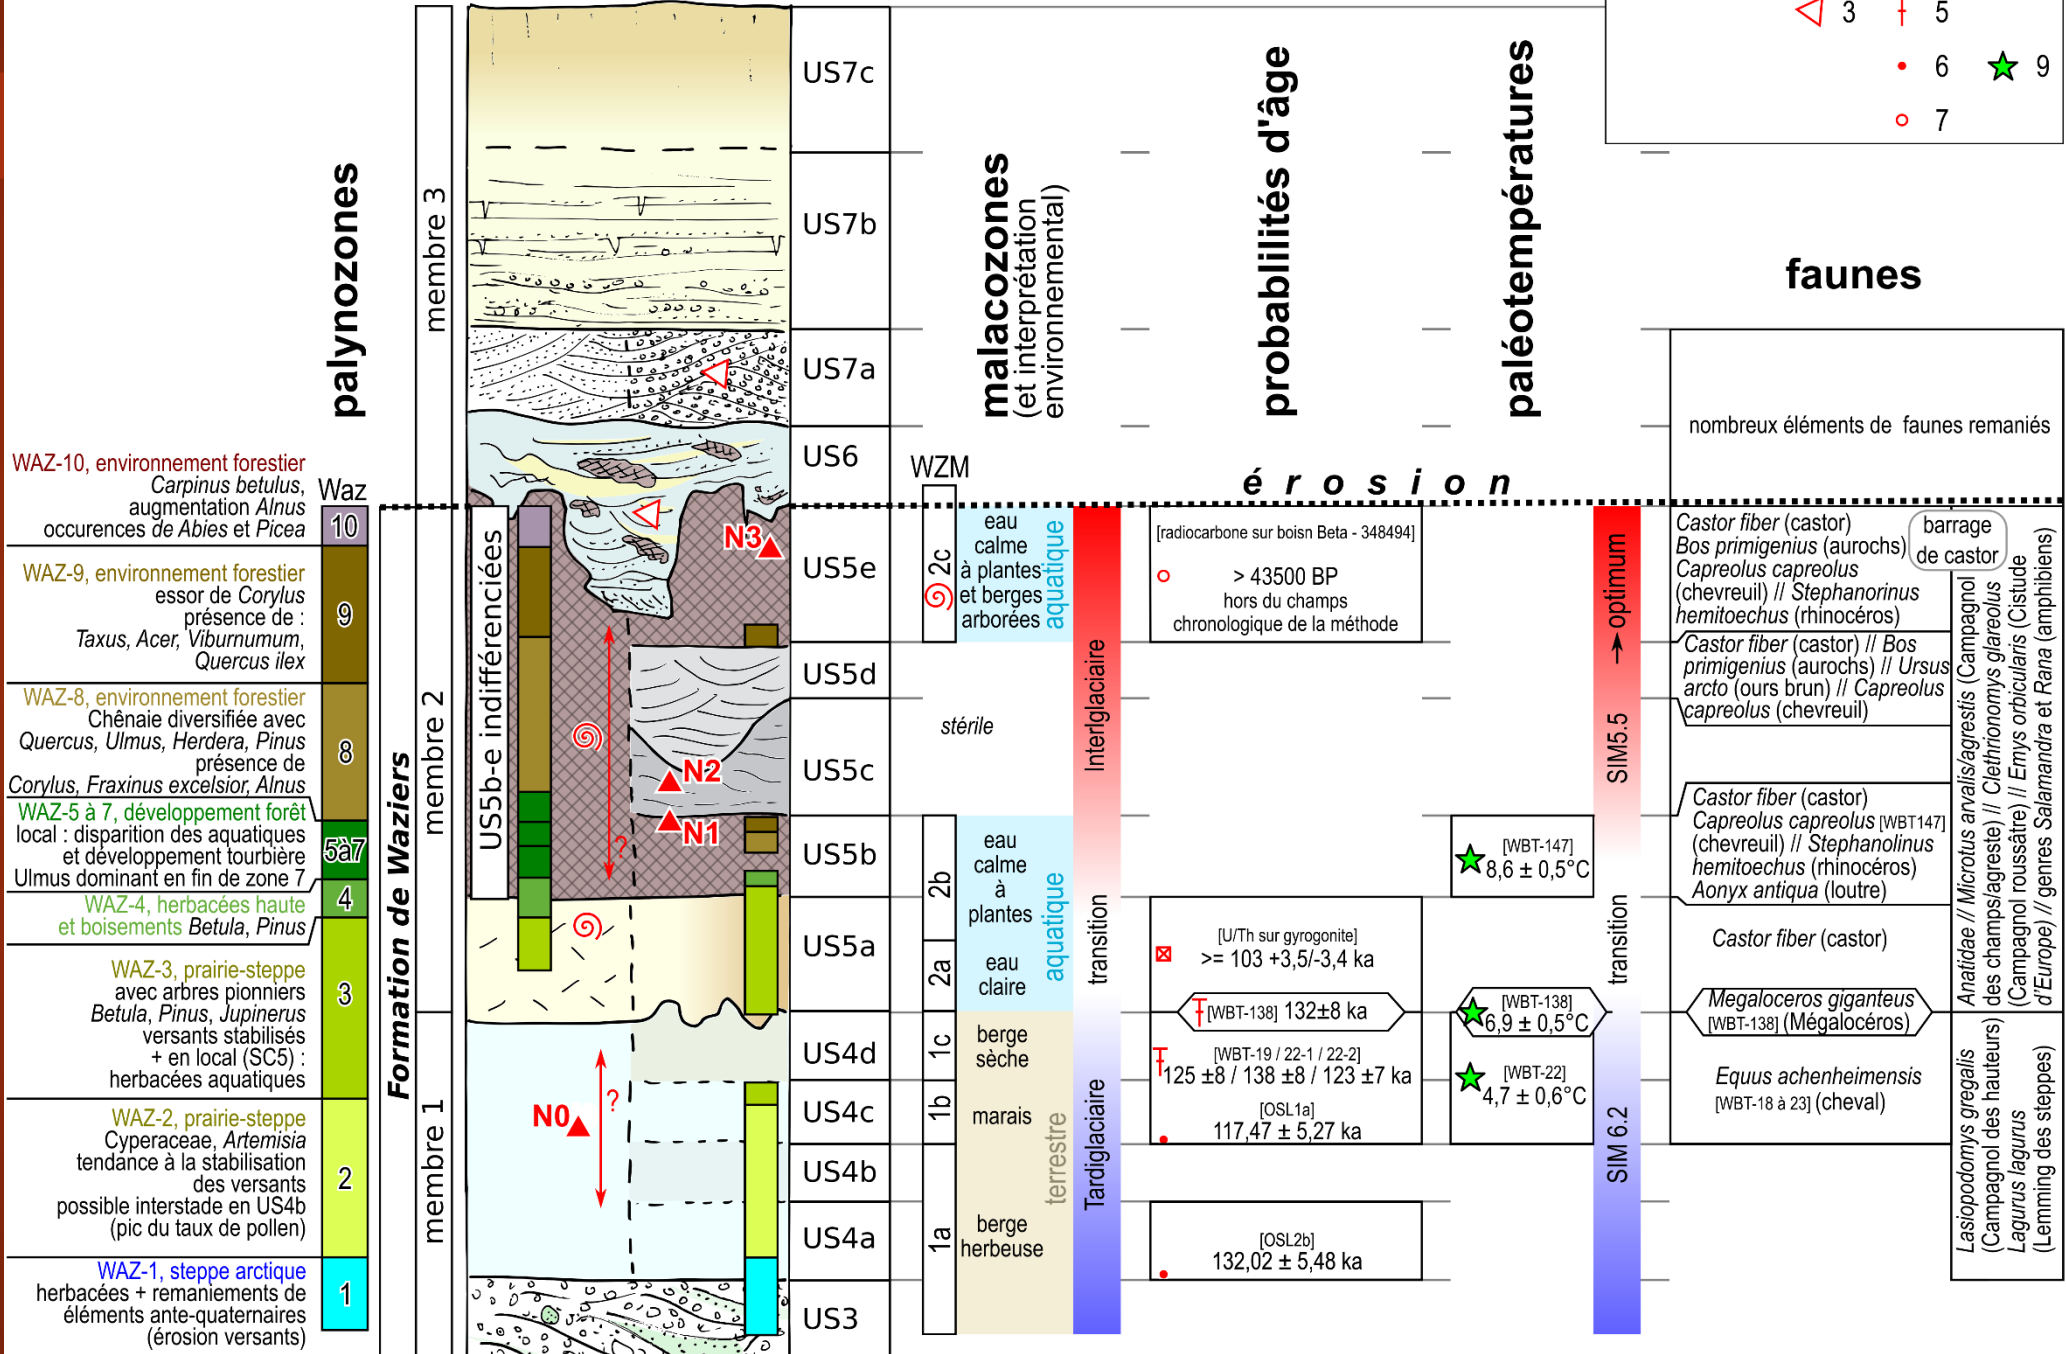 3
5
6
9
7
palynozones
WAZ-10, environnement forestier
Carpinus betulus,
augmentation Alnus
occurences de Abies et Picea
WAZ-9, environnement forestier
essor de Corylus
présence de :
Taxus, Acer, Viburnumum,
Quercus ilex
WAZ-8, environnement forestier
Chênaie diversifiée avec
Quercus, Ulmus, Herdera, Pinus
présence de
Corylus, Fraxinus excelsior, Alnus
WAZ-5 à 7, développement forêt
local : disparition des aquatiques
et développement tourbière
Ulmus dominant en fin de zone 7
WAZ-4, herbacées haute
et boisements Betula, Pinus
WAZ-3, prairie-steppe
avec arbres pionniers
Betula, Pinus, Jupinerus
versants stabilisés
+ en local (SC5) :
herbacées aquatiques
WAZ-2, prairie-steppe
Cyperaceae, Artemisia
tendance à la stabilisation
des versants
possible interstade en US4b
(pic du taux de pollen)
WAZ-1, steppe arctique
herbacées + remaniements de
éléments ante-quaternaires
(érosion versants)
Waz
10
9
8
5à7
4
3
2
1
Formation de Waziers
membre 3
membre 2
membre 1
US5b-e indifférenciés
N3
N2
N1
?
N0
?
US7c
US7b
US7a
US6
US5e
US5d
US5c
US5b
US5a
US4d
US4c
US4b
US4a
US3
malacozones
(et interprétation
environnemental)
WZM
2c
eau
calme
à plantes
et berges
arborées
aquatique
stérile
2b
eau
calme
à
plantes
2a
eau
claire
aquatique
1c
berge
sèche
1b
marais
1a
berge
herbeuse
terrestre
Interlglaciaire
transition
Tardiglaciaire
probabililités d'âge
érosion
[radiocarbone sur boisn Beta - 348494]
> 43500 BP
hors du champs
chronologique de la méthode
[U/Th sur gyrogonite]
>= 103 +3,5/-3,4 ka
[WBT-138] 132±8 ka
[WBT-19 / 22-1 / 22-2]
125 ±8 / 138 ±8 / 123 ±7 ka
[OSL1a]
117,47 ± 5,27 ka
[OSL2b]
132,02 ± 5,48 ka
paléotempératures
[WBT-147]
8,6 ± 0,5°C
[WBT-138]
6,9 ± 0,5°C
[WBT-22]
4,7 ± 0,6°C
SIM5.5 → optimum
transition
SIM 6.2
faunes
nombreux éléments de faunes remaniés
Castor fiber (castor)
Bos primigenius (aurochs)
Capreolus capreolus
(chevreuil) // Stephanorinus
hemitoechus (rhinocéros)
barrage
de castor
Castor fiber (castor) // Bos
primigenius (aurochs) // Ursus
arcto (ours brun) // Capreolus
capreolus (chevreuil)
Castor fiber (castor)
Capreolus capreolus [WBT147]
(chevreuil) // Stephanolinus
hemitoechus (rhinocéros)
Aonyx antiqua (loutre)
Castor fiber (castor)
Megaloceros giganteus
[WBT-138] (Mégalocéros)
Equus achenheimensis
[WBT-18 à 23] (cheval)
Anatidae // Microtus arvalis/agrestis (Campagnol
des champs/agreste) // Clethrionomys glareolus
(Campagnol roussâtre) // Emys orbicularis (Cistude
d'Europe) // genres Salamandra et Rana (amphibiens)
Lasiopodomys gregalis
(Campagnol des hauteurs)
Lagurus lagurus
(Lemming des steppes)